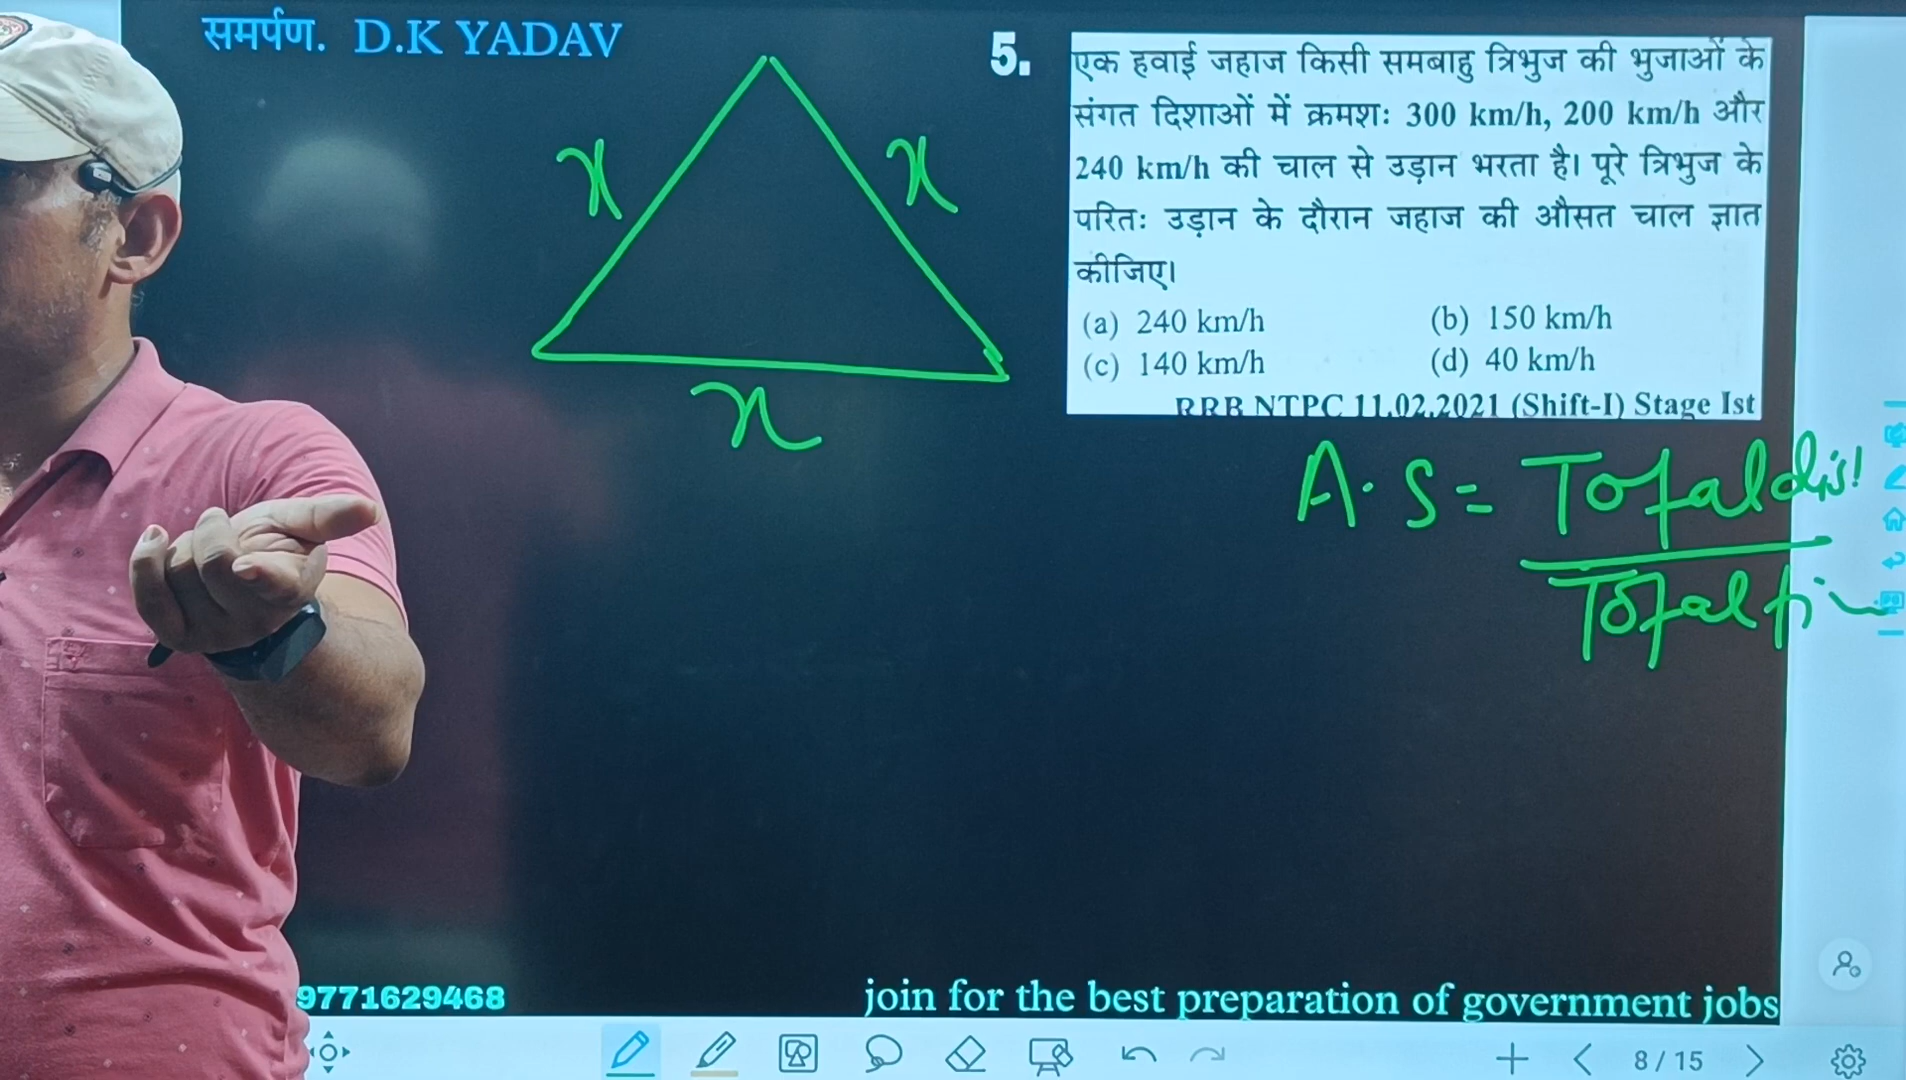 समर्पण. D.K YADAV
5.
एक हवाई जहाज किसी समबाहु त्रिभुज की भुजाओं के
संगत दिशाओं में क्रमश: 300 km/h, 200 km/h और
240 km/h की चाल से उड़ान भरता है। पूरे त्रिभुज के
परित: उड़ान के दौरान जहाज की औसत चाल ज्ञात
कीजिए।
(a) 240 km/h (b) 150 km/h
(c) 140 km/h (d) 40 km/h
RRB NTPC 11.02.2021 (Shift-I) Stage Ist
x x
x
A.S = Total dis!
Total
9771629468
join for the best preparation of government jobs
8 / 15